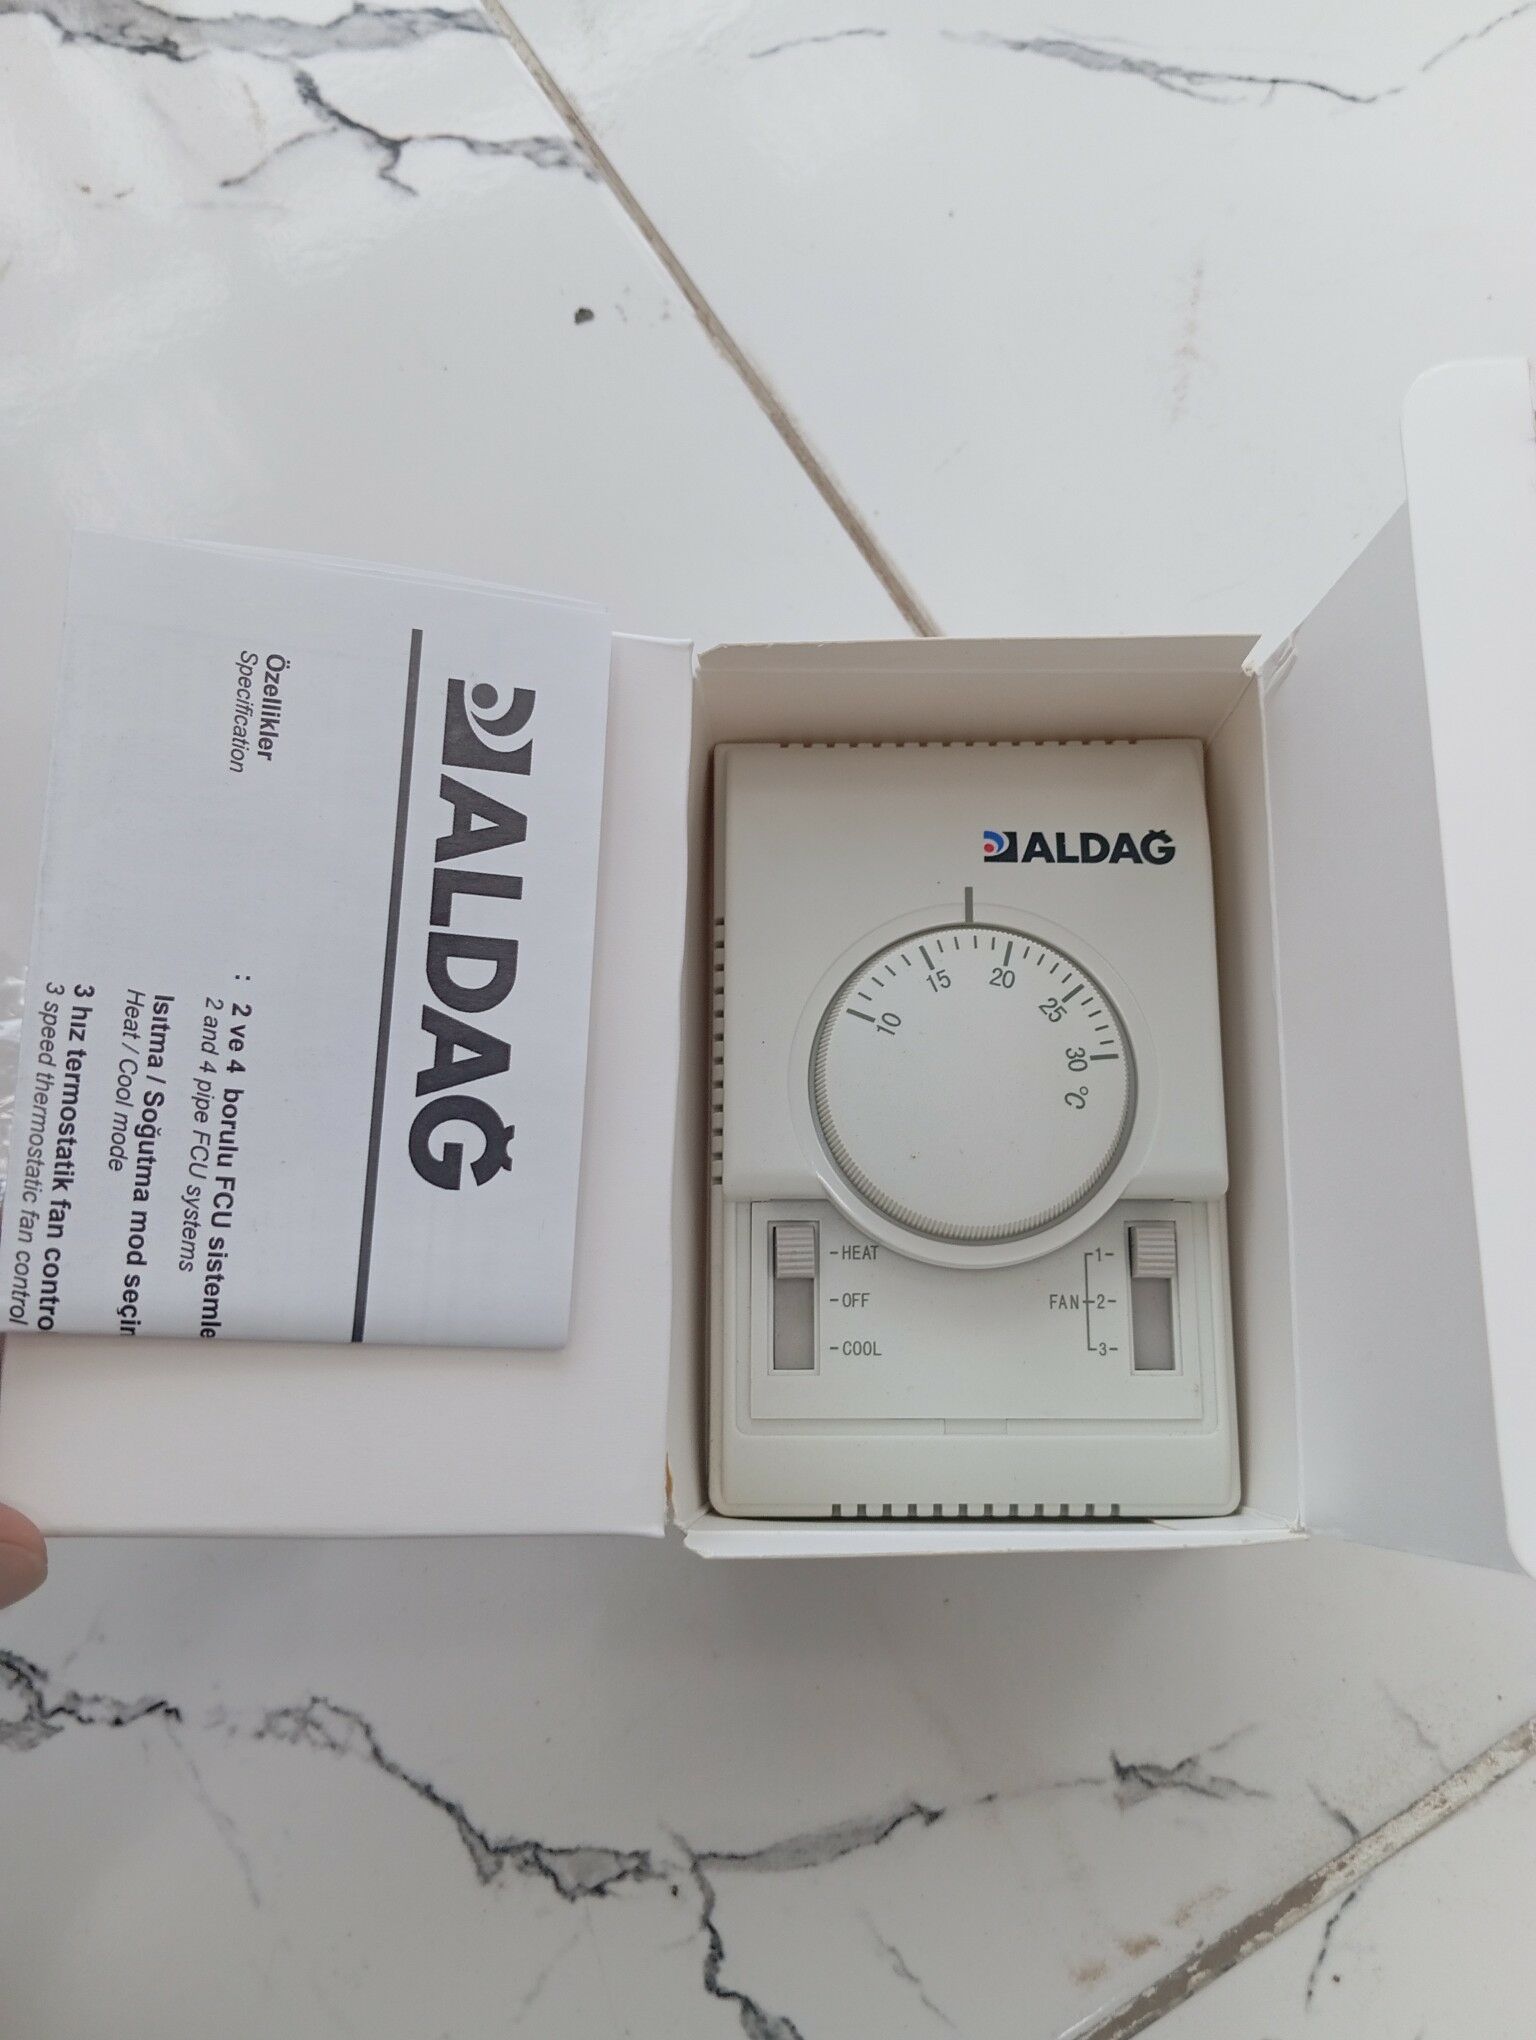 ALDAĞ
Özellikler
Specification
: 2 ve 4 borulu FCU
2 and 4 pipe FCU systems
Isıtma / Soğutma mod
Heat / Cool mode
3 hız termostatik fan
3 speed thermostatic fan control
ALDAĞ
10 15 20 25 30 °C
-HEAT
-OFF
-COOL
1-
FAN 2-
3-